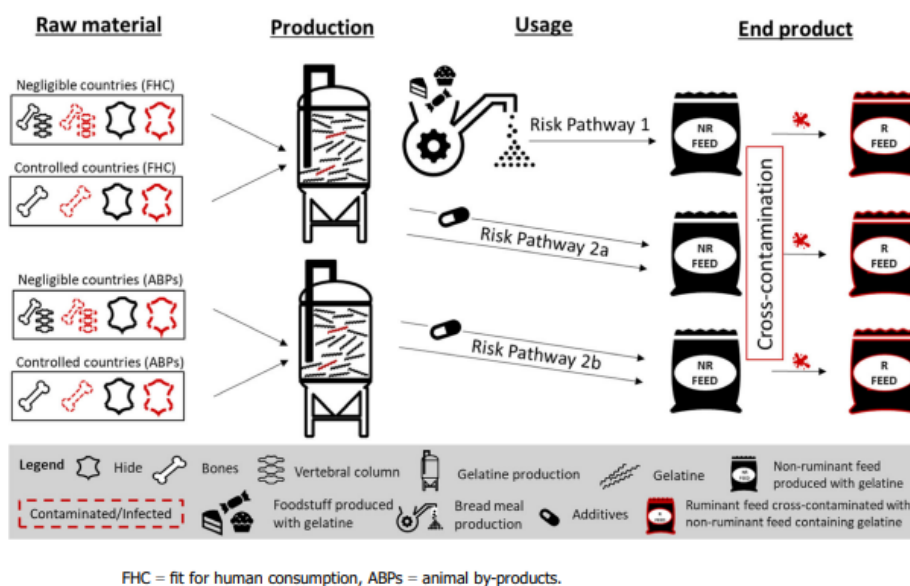 Raw material
Production
Usage
End product
Negligible countries (FHC)
Controlled countries (FHC)
Negligible countries (ABPs)
Controlled countries (ABPs)
Risk Pathway 1
Risk Pathway 2a
Risk Pathway 2b
NR
FEED
R
FEED
NR
FEED
R
FEED
NR
FEED
R
FEED
Cross-contamination
Legend
Hide
Bones
Vertebral column
Gelatine production
Gelatine
Non-ruminant feed
produced with gelatine
Contaminated/Infected
Foodstuff produced
with gelatine
Bread meal
production
Additives
Ruminant feed cross-contaminated with
non-ruminant feed containing gelatine
FHC = fit for human consumption, ABPs = animal by-products.